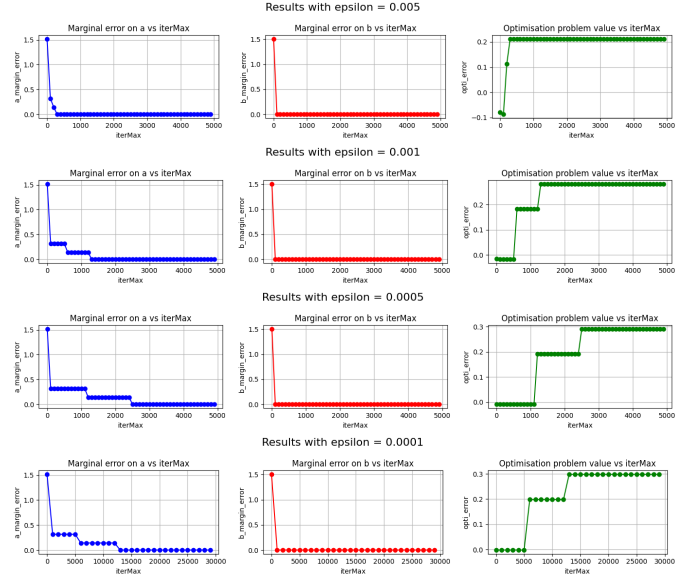 Results with epsilon = 0.005
Marginal error on a vs iterMax
Marginal error on b vs iterMax
Optimisation problem value vs iterMax
a_margin_error
1.5
1.0
0.5
0.0
0 1000 2000 3000 4000 5000
iterMax
b_margin_error
1.5
1.0
0.5
0.0
0 1000 2000 3000 4000 5000
iterMax
opti_error
0.2
0.1
0.0
−0.1
0 1000 2000 3000 4000 5000
iterMax
Results with epsilon = 0.001
Marginal error on a vs iterMax
Marginal error on b vs iterMax
Optimisation problem value vs iterMax
a_margin_error
1.5
1.0
0.5
0.0
0 1000 2000 3000 4000 5000
iterMax
b_margin_error
1.5
1.0
0.5
0.0
0 1000 2000 3000 4000 5000
iterMax
opti_error
0.2
0.1
0.0
0 1000 2000 3000 4000 5000
iterMax
Results with epsilon = 0.0005
Marginal error on a vs iterMax
Marginal error on b vs iterMax
Optimisation problem value vs iterMax
a_margin_error
1.5
1.0
0.5
0.0
0 1000 2000 3000 4000 5000
iterMax
b_margin_error
1.5
1.0
0.5
0.0
0 1000 2000 3000 4000 5000
iterMax
opti_error
0.3
0.2
0.1
0.0
0 1000 2000 3000 4000 5000
iterMax
Results with epsilon = 0.0001
Marginal error on a vs iterMax
Marginal error on b vs iterMax
Optimisation problem value vs iterMax
a_margin_error
1.5
1.0
0.5
0.0
0 5000 10000 15000 20000 25000 30000
iterMax
b_margin_error
1.5
1.0
0.5
0.0
0 5000 10000 15000 20000 25000 30000
iterMax
opti_error
0.3
0.2
0.1
0.0
0 5000 10000 15000 20000 25000 30000
iterMax